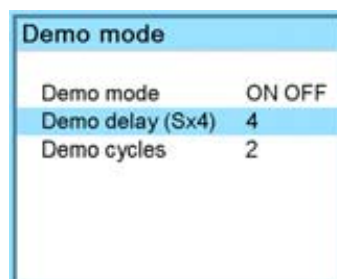 Demo mode
Demo mode ON OFF
Demo delay (Sx4) 4
Demo cycles 2